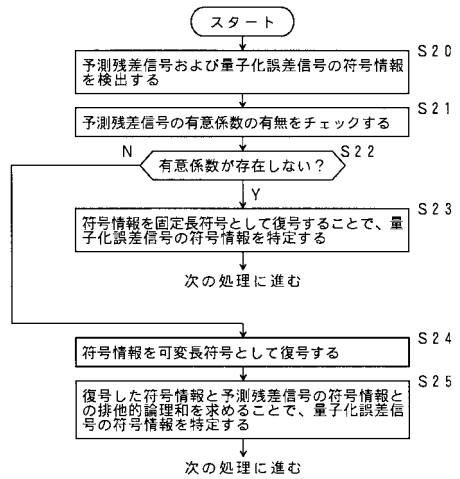 スタート
S20
予測残差信号および量子化誤差信号の符号情報
を検出する
S21
予測残差信号の有意係数の有無をチェックする
N
S22
有意係数が存在しない?
Y
S23
符号情報を固定長符号として復号することで、量
子化誤差信号の符号情報を特定する
次の処理に進む
S24
符号情報を可変長符号として復号する
S25
復号した符号情報と予測残差信号の符号情報と
の排他的論理和を求めることで、量子化誤差信
号の符号情報を特定する
次の処理に進む